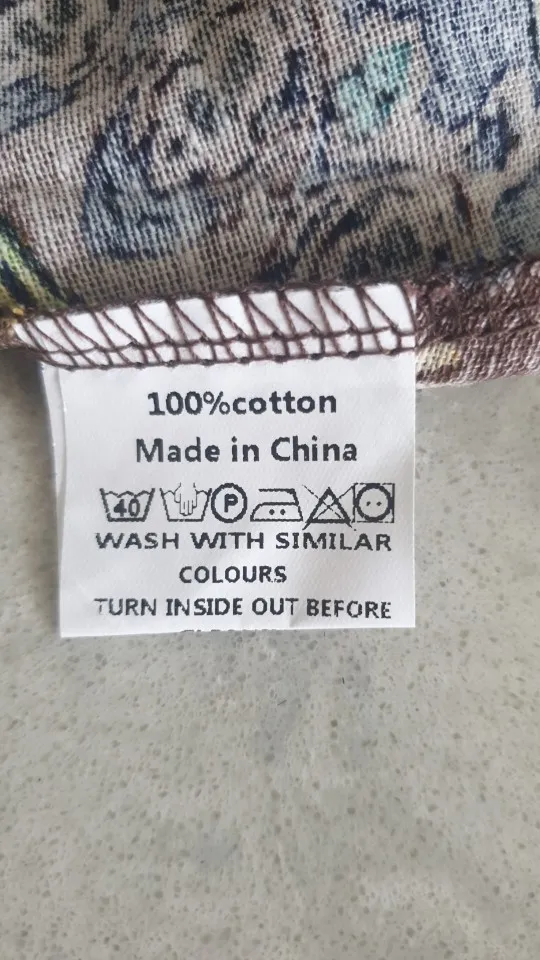 100%cotton
Made in China
40 P
WASH WITH SIMILAR
COLOURS
TURN INSIDE OUT BEFORE